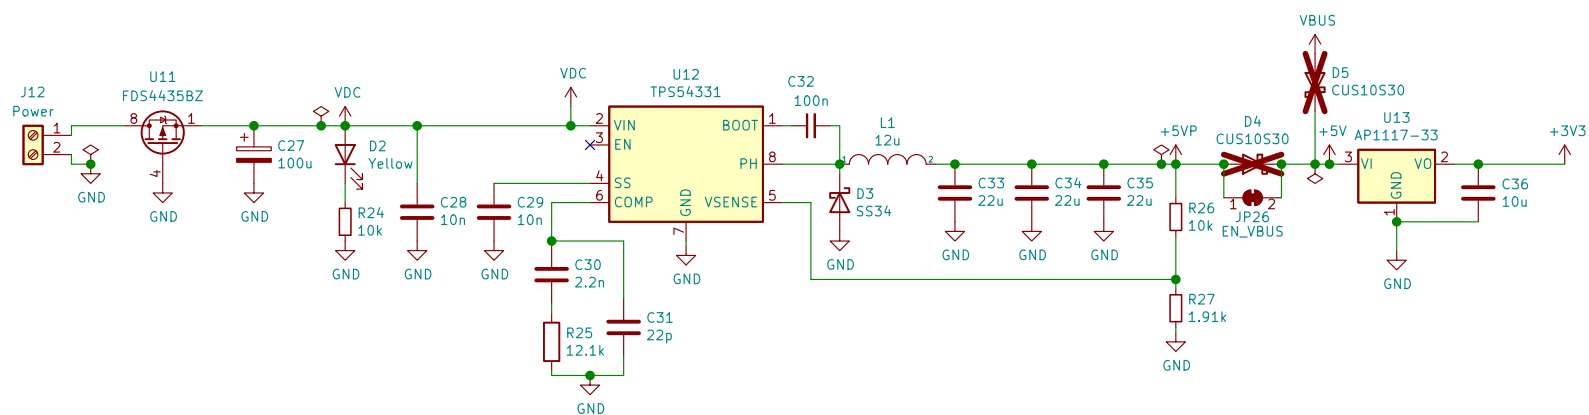 J12
Power
1
2
GND
U11
FDS4435BZ
8
1
4
GND
+
C27
100u
GND
VDC
D2
Yellow
R24
10k
GND
C28
10n
GND
C29
10n
GND
VDC
U12
TPS54331
2
VIN
3
EN
4
SS
6
COMP
BOOT
1
PH
8
VSENSE
5
GND
7
GND
C30
2.2n
R25
12.1k
C31
22p
GND
C32
100n
D3
SS34
GND
L1
12u
1
2
C33
22u
GND
C34
22u
GND
C35
22u
GND
+5VP
R26
10k
R27
1.91k
GND
D4
CUS10S30
1
2
JP26
EN_VBUS
VBUS
D5
CUS10S30
+5V
U13
AP1117-33
3
VI
VO
2
GND
1
GND
C36
10u
+3V3